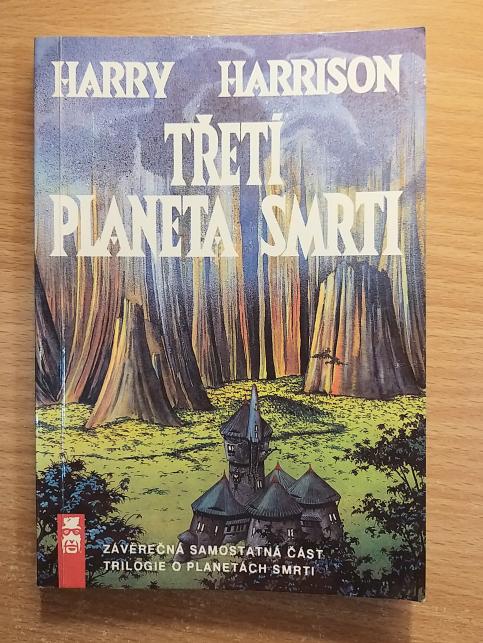 HARRY HARRISON
TŘETÍ
PLANETA SMRTI
ZÁVĚREČNÁ SAMOSTATNÁ ČÁST
TRILOGIE O PLANETÁCH SMRTI